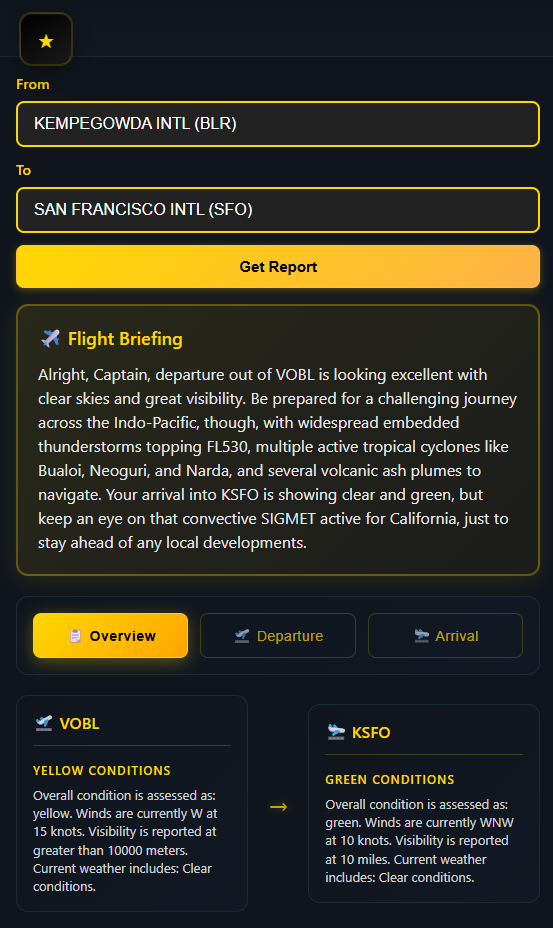 From
KEMPEGOWDA INTL (BLR)
To
SAN FRANCISCO INTL (SFO)
Get Report
Flight Briefing
Alright, Captain, departure out of VOBL is looking excellent with
clear skies and great visibility. Be prepared for a challenging journey
across the Indo-Pacific, though, with widespread embedded
thunderstorms topping FL530, multiple active tropical cyclones like
Bualoi, Neoguri, and Narda, and several volcanic ash plumes to
navigate. Your arrival into KSFO is showing clear and green, but
keep an eye on that convective SIGMET active for California, just to
stay ahead of any local developments.
Overview
Departure
Arrival
VOBL
YELLOW CONDITIONS
Overall condition is assessed as:
yellow. Winds are currently W at
15 knots. Visibility is reported at
greater than 10000 meters.
Current weather includes: Clear
conditions.
→
KSFO
GREEN CONDITIONS
Overall condition is assessed as:
green. Winds are currently WNW
at 10 knots. Visibility is reported
at 10 miles. Current weather
includes: Clear conditions.